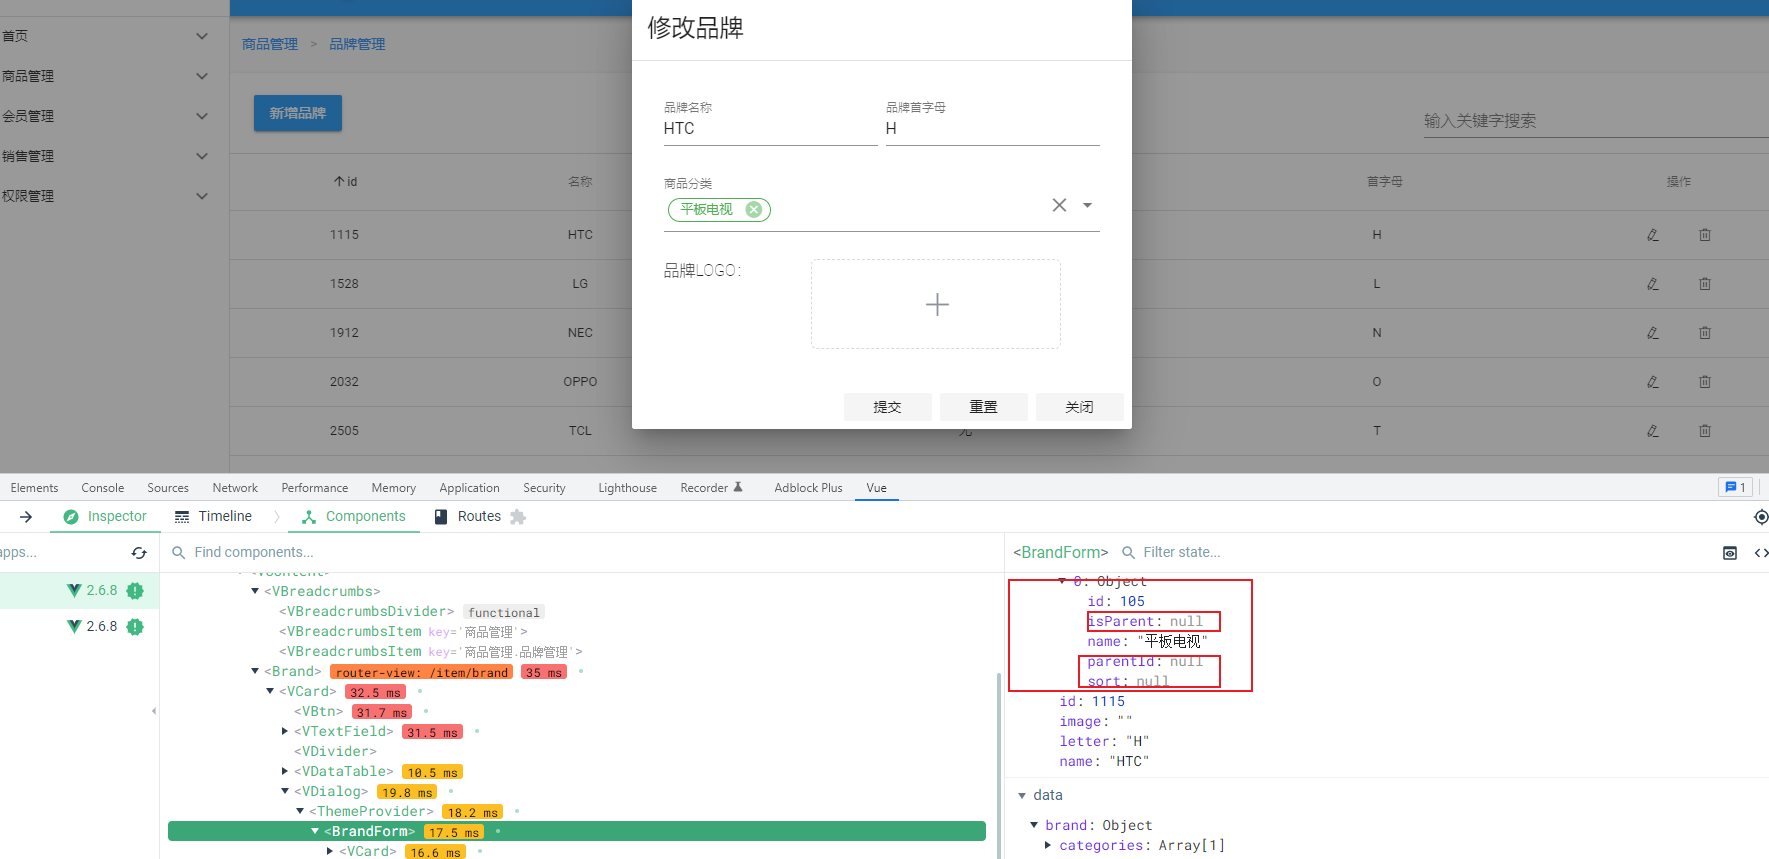 修改品牌
首页
商品管理
会员管理
销售管理
权限管理
商品管理 > 品牌管理
新增品牌
输入关键字搜索
id 名称 首字母 操作
1115 HTC H
1528 LG L
1912 NEC N
2032 OPPO O
2505 TCL 无 T
品牌名称
HTC
品牌首字母
H
商品分类
平板电视
品牌LOGO：
提交 重置 关闭
Elements Console Sources Network Performance Memory Application Security Lighthouse Recorder Adblock Plus Vue 1
Inspector Timeline Components Routes
apps...
2.6.8
2.6.8
Find components...
<VContent>
<VBreadcrumbs>
<VBreadcrumbsDivider> functional
<VBreadcrumbsItem key='商品管理'>
<VBreadcrumbsItem key='商品管理.品牌管理'>
<Brand> router-view: /item/brand 35 ms
<VCard> 32.5 ms
<VBtn> 31.7 ms
<VTextField> 31.5 ms
<VDivider>
<VDataTable> 10.5 ms
<VDialog> 19.8 ms
<ThemeProvider> 18.2 ms
<BrandForm> 17.5 ms
<VCard> 16.6 ms
<BrandForm> Filter state...
0: Object
id: 105
isParent: null
name: "平板电视"
parentId: null
sort: null
id: 1115
image: ""
letter: "H"
name: "HTC"
data
brand: Object
categories: Array[1]